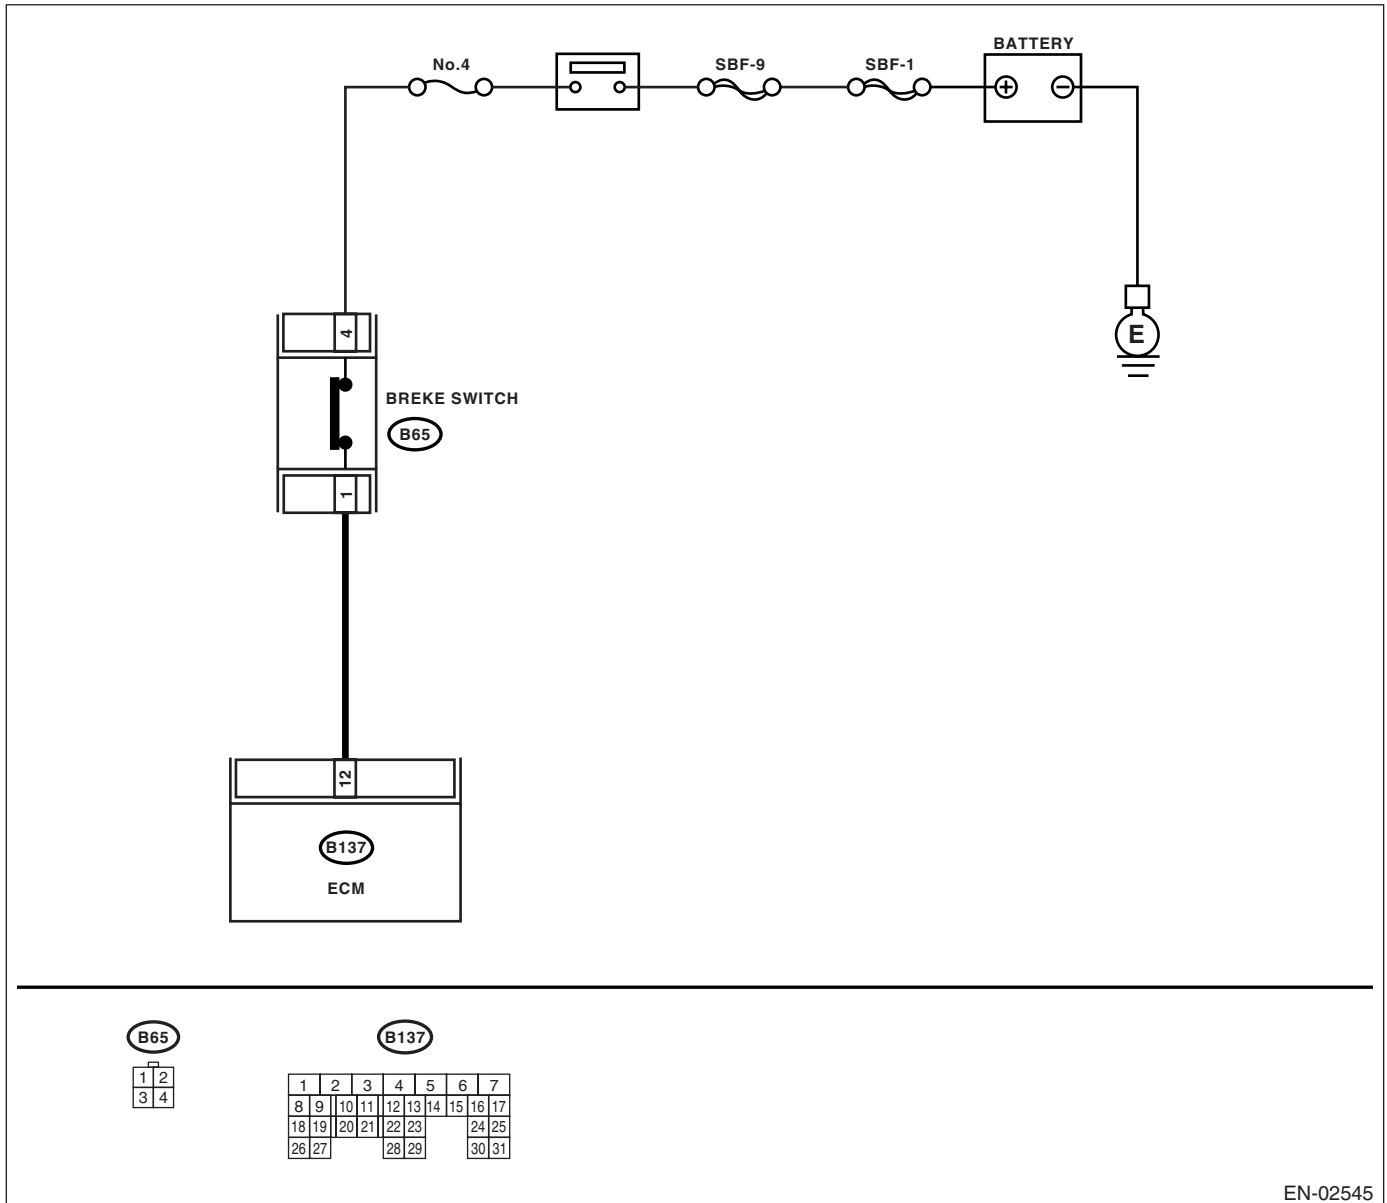 BATTERY
No.4 SBF-9 SBF-1
E
4
BREKE SWITCH
B65
1
12
B137
ECM
B65 B137
1 2
3 4
1 2 3 4 5 6 7
8 9 10 11 12 13 14 15 16 17
18 19 20 21 22 23 24 25
26 27 28 29 30 31
EN-02545